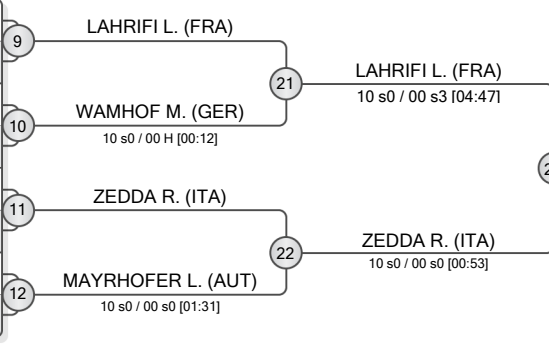 9
LAHRIFI L. (FRA)
21
LAHRIFI L. (FRA)
10 s0 / 00 s3 [04:47]
10
WAMHOF M. (GER)
10 s0 / 00 H [00:12]
11
ZEDDA R. (ITA)
22
ZEDDA R. (ITA)
10 s0 / 00 s0 [00:53]
12
MAYRHOFER L. (AUT)
10 s0 / 00 s0 [01:31]